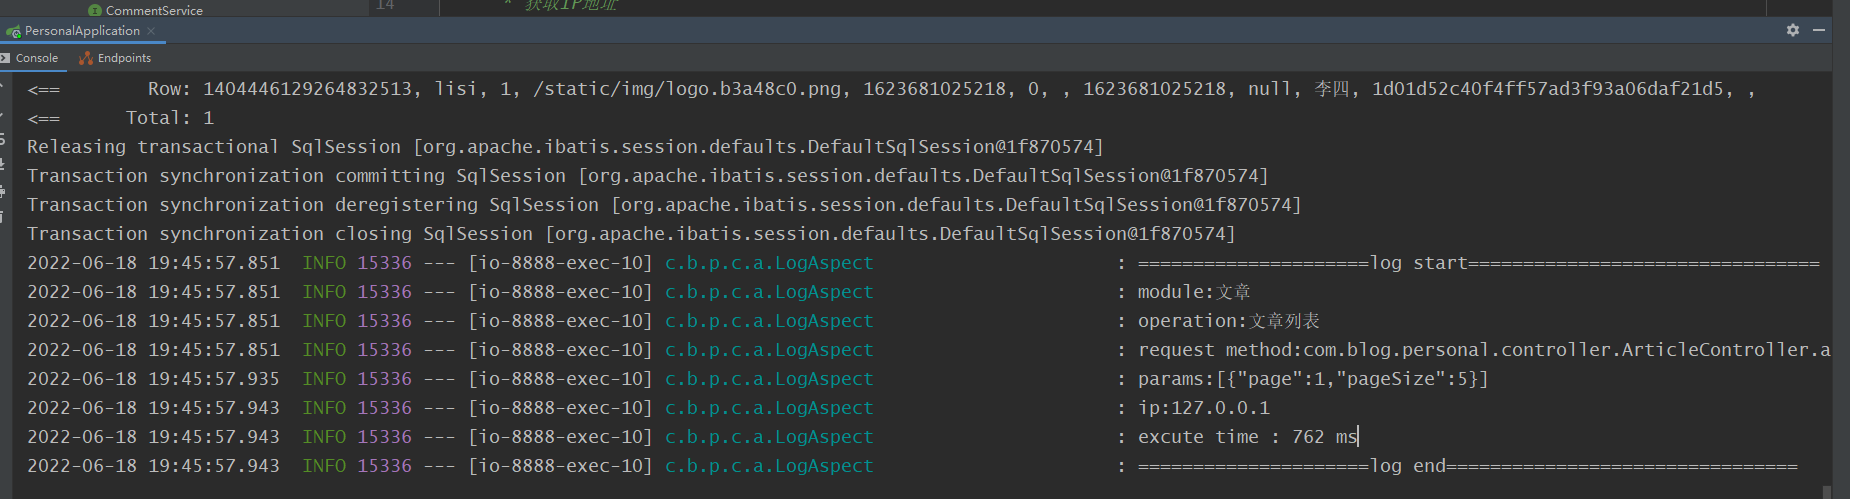 CommentService
14 * 获取IP地址
PersonalApplication
Console Endpoints
<== Row: 1404446129264832513, lisi, 1, /static/img/logo.b3a48c0.png, 1623681025218, 0, , 1623681025218, null, 李四, 1d01d52c40f4ff57ad3f93a06daf21d5, ,
<== Total: 1
Releasing transactional SqlSession [org.apache.ibatis.session.defaults.DefaultSqlSession@1f870574]
Transaction synchronization committing SqlSession [org.apache.ibatis.session.defaults.DefaultSqlSession@1f870574]
Transaction synchronization deregistering SqlSession [org.apache.ibatis.session.defaults.DefaultSqlSession@1f870574]
Transaction synchronization closing SqlSession [org.apache.ibatis.session.defaults.DefaultSqlSession@1f870574]
2022-06-18 19:45:57.851 INFO 15336 --- [io-8888-exec-10] c.b.p.c.a.LogAspect : =====================log start================================
2022-06-18 19:45:57.851 INFO 15336 --- [io-8888-exec-10] c.b.p.c.a.LogAspect : module:文章
2022-06-18 19:45:57.851 INFO 15336 --- [io-8888-exec-10] c.b.p.c.a.LogAspect : operation:文章列表
2022-06-18 19:45:57.851 INFO 15336 --- [io-8888-exec-10] c.b.p.c.a.LogAspect : request method:com.blog.personal.controller.ArticleController.a
2022-06-18 19:45:57.935 INFO 15336 --- [io-8888-exec-10] c.b.p.c.a.LogAspect : params:[{"page":1,"pageSize":5}]
2022-06-18 19:45:57.943 INFO 15336 --- [io-8888-exec-10] c.b.p.c.a.LogAspect : ip:127.0.0.1
2022-06-18 19:45:57.943 INFO 15336 --- [io-8888-exec-10] c.b.p.c.a.LogAspect : excute time : 762 ms
2022-06-18 19:45:57.943 INFO 15336 --- [io-8888-exec-10] c.b.p.c.a.LogAspect : =====================log end================================